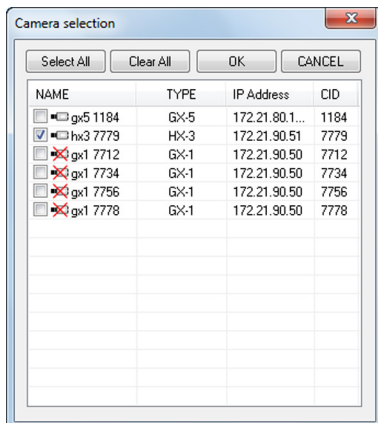 Camera selection
Select All Clear All OK CANCEL
NAME TYPE IP Address CID
gx5 1184 GX-5 172.21.80.1... 1184
hx3 7779 HX-3 172.21.90.51 7779
gx1 7712 GX-1 172.21.90.50 7712
gx1 7734 GX-1 172.21.90.50 7734
gx1 7756 GX-1 172.21.90.50 7756
gx1 7778 GX-1 172.21.90.50 7778